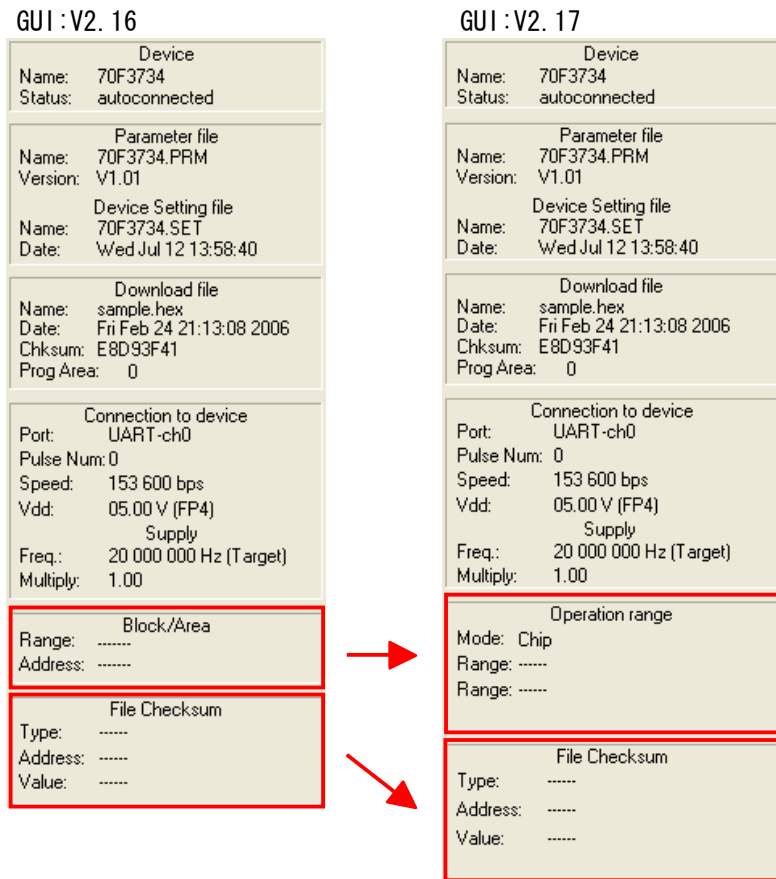 GUI:V2.16
Device
Name: 70F3734
Status: autoconnected
Parameter file
Name: 70F3734.PRM
Version: V1.01
Device Setting file
Name: 70F3734.SET
Date: Wed Jul 12 13:58:40
Download file
Name: sample.hex
Date: Fri Feb 24 21:13:08 2006
Chksum: E8D93F41
Prog Area: 0
Connection to device
Port: UART-ch0
Pulse Num: 0
Speed: 153 600 bps
Vdd: 05.00 V (FP4)
Supply
Freq.: 20 000 000 Hz (Target)
Multiply: 1.00
Block/Area
Range: -------
Address: -------
File Checksum
Type: ------
Address: ------
Value: ------
GUI:V2.17
Device
Name: 70F3734
Status: autoconnected
Parameter file
Name: 70F3734.PRM
Version: V1.01
Device Setting file
Name: 70F3734.SET
Date: Wed Jul 12 13:58:40
Download file
Name: sample.hex
Date: Fri Feb 24 21:13:08 2006
Chksum: E8D93F41
Prog Area: 0
Connection to device
Port: UART-ch0
Pulse Num: 0
Speed: 153 600 bps
Vdd: 05.00 V (FP4)
Supply
Freq.: 20 000 000 Hz (Target)
Multiply: 1.00
Operation range
Mode: Chip
Range: ------
Range: ------
File Checksum
Type: ------
Address: ------
Value: ------